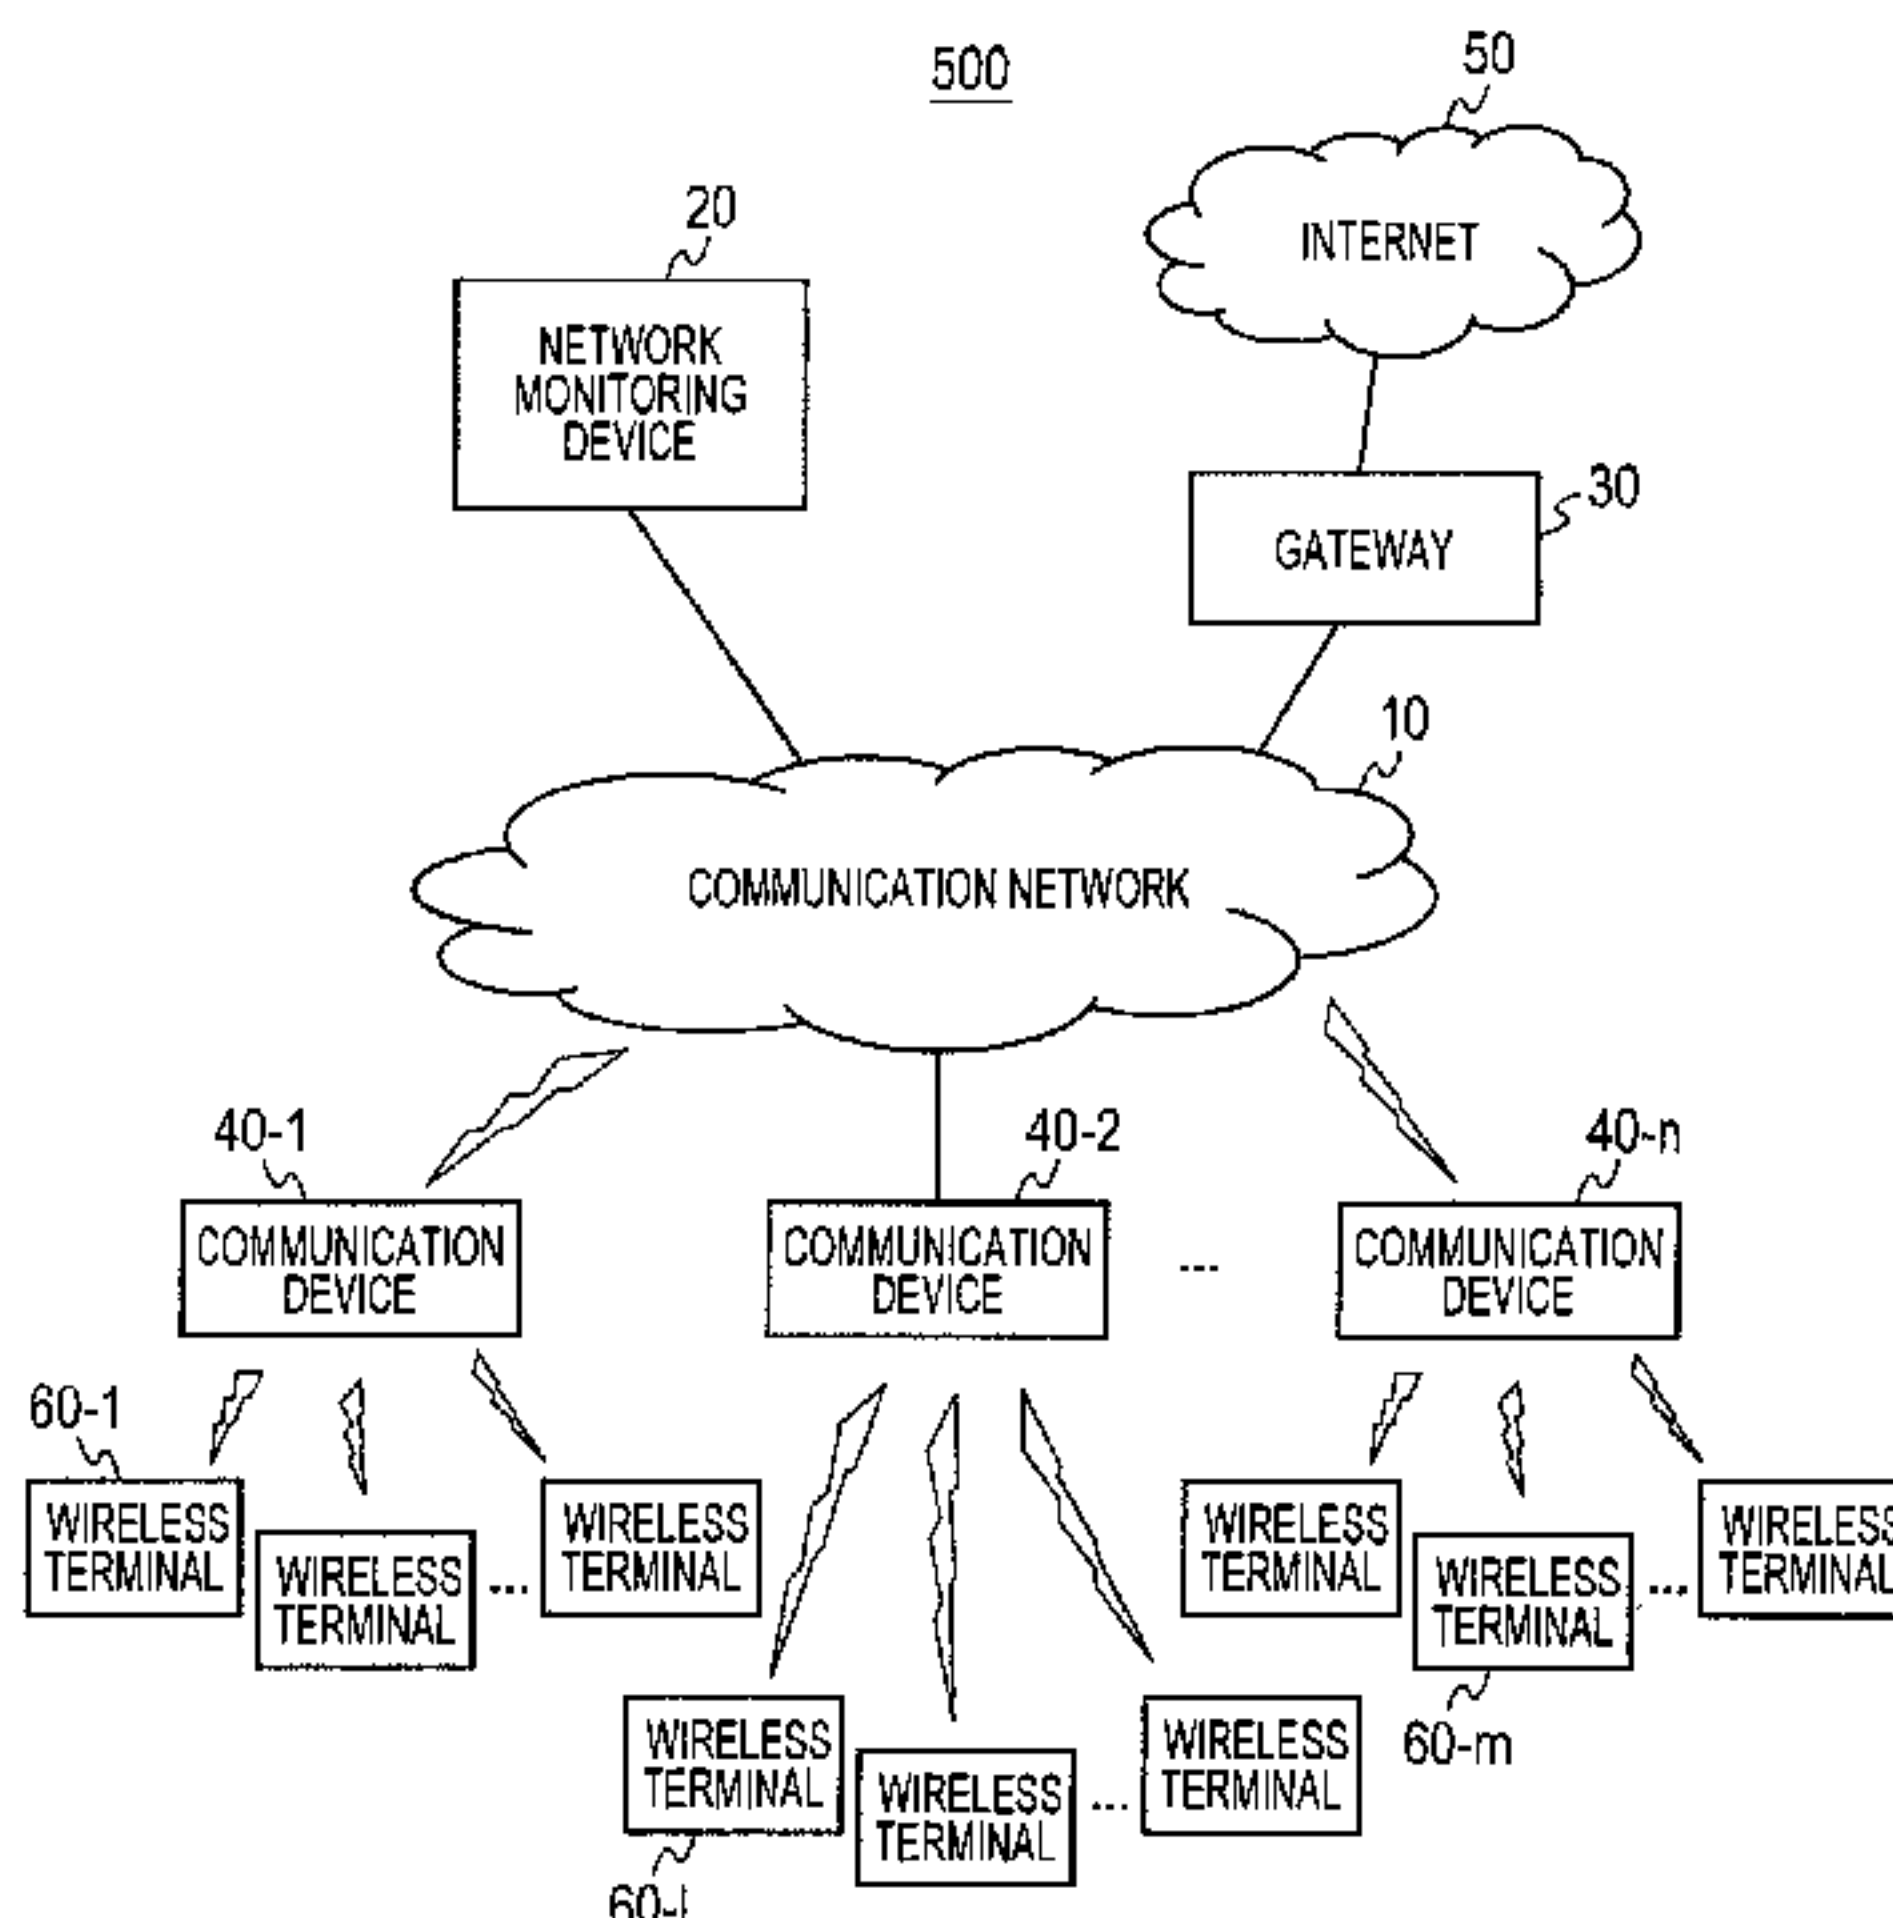 500
50
INTERNET
20
NETWORK
MONITORING
DEVICE
30
GATEWAY
10
COMMUNICATION NETWORK
40-1
40-2
40-n
COMMUNICATION
DEVICE
COMMUNICATION
DEVICE
...
COMMUNICATION
DEVICE
60-1
WIRELESS
TERMINAL
WIRELESS
TERMINAL
...
WIRELESS
TERMINAL
WIRELESS
TERMINAL
WIRELESS
TERMINAL
...
WIRELESS
TERMINAL
60-m
WIRELESS
TERMINAL
WIRELESS
TERMINAL
...
WIRELESS
TERMINAL